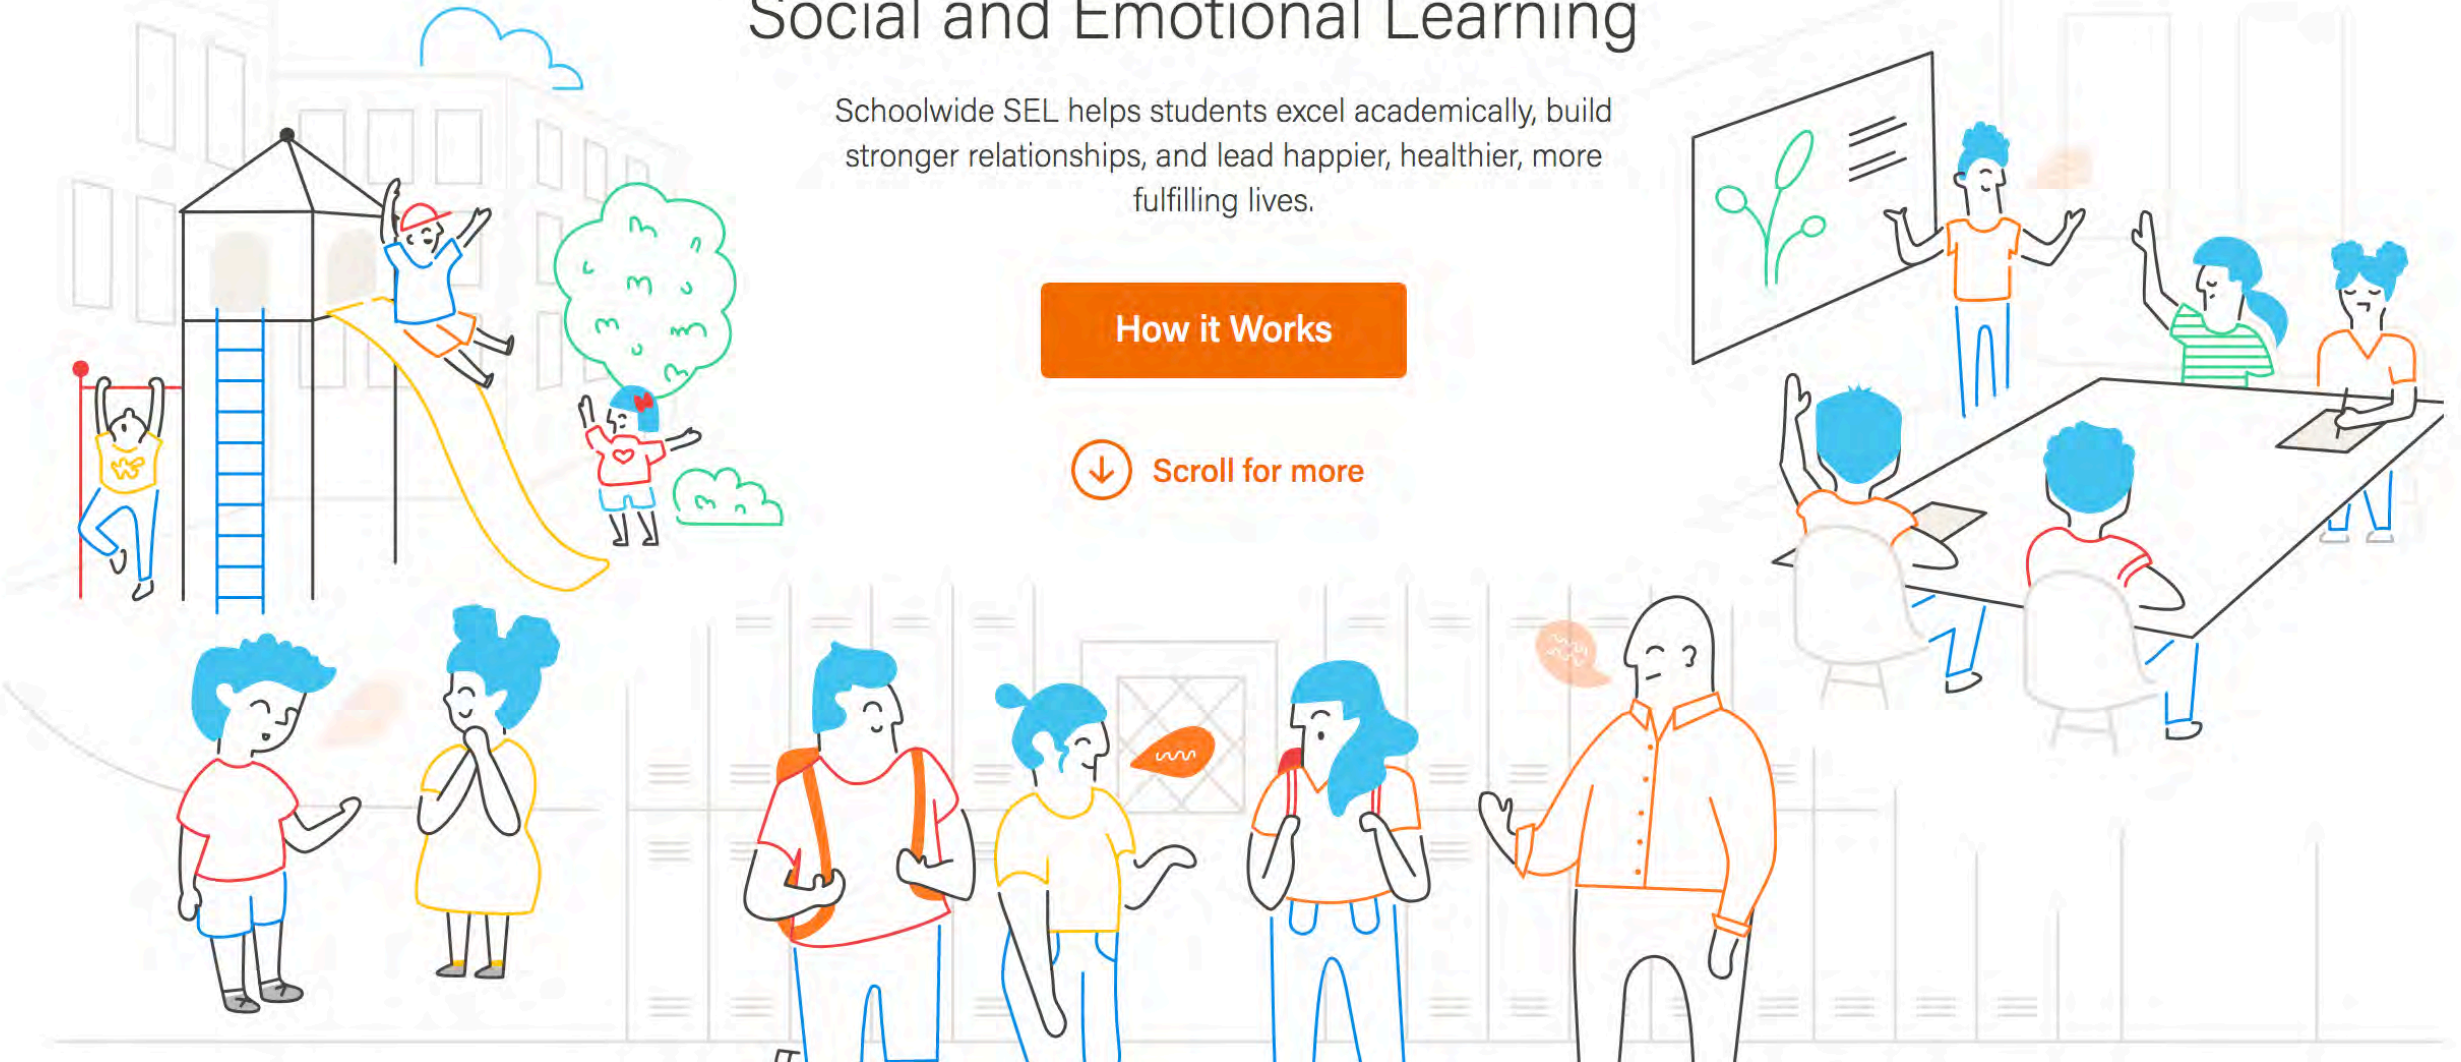 Social and Emotional Learning
Schoolwide SEL helps students excel academically, build
stronger relationships, and lead happier, healthier, more
fulfilling lives.
How it Works
Scroll for more